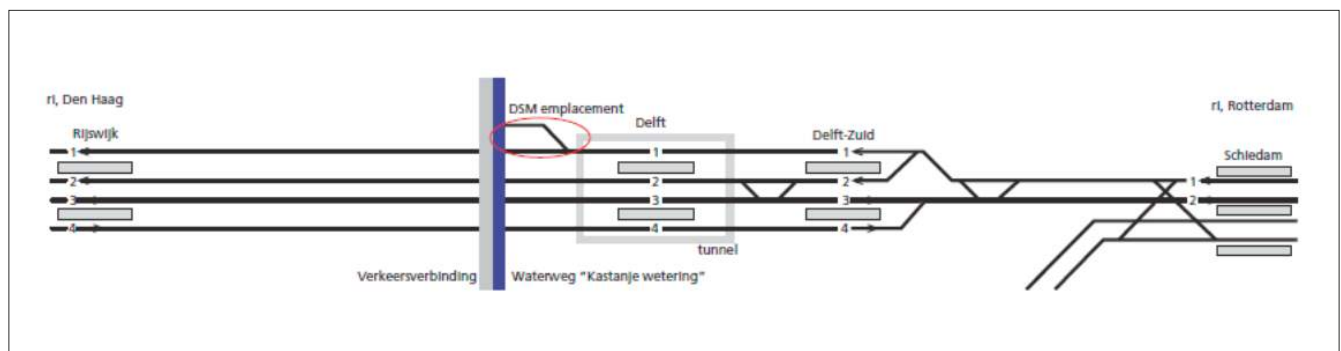 ri, Den Haag
DSM emplacement
ri, Rotterdam
Rijswijk
Delft
Delft-Zuid
Schiedam
1 1 1
2 2 2 1
3 3 3 2
4 4 4
tunnel
Verkeersverbinding
Waterweg "Kastanje wetering"